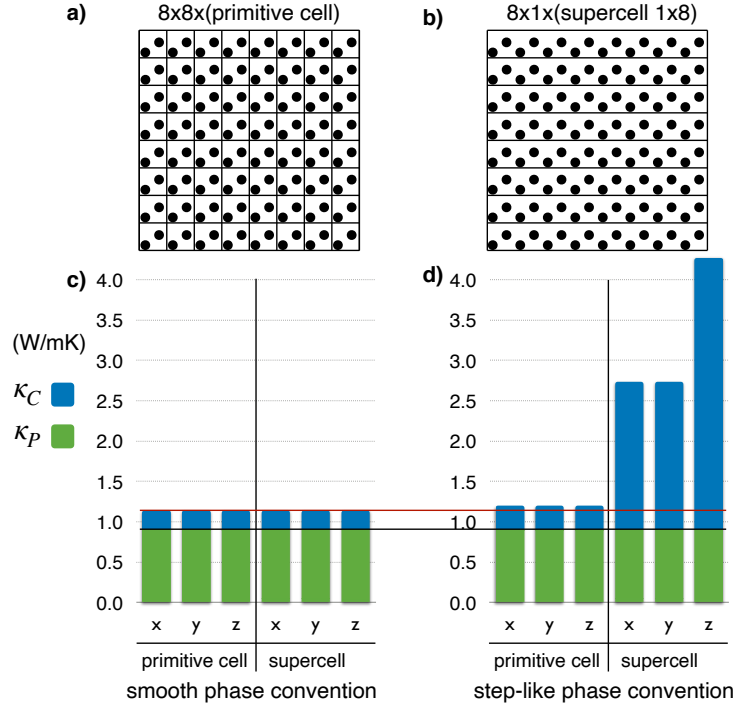 a) 8x8x(primitive cell)
b) 8x1x(supercell 1x8)
c)
(W/mK)
κC
κP
4.0
3.5
3.0
2.5
2.0
1.5
1.0
0.5
0.0
x y z x y z
primitive cell supercell
smooth phase convention
d)
4.0
3.5
3.0
2.5
2.0
1.5
1.0
0.5
0.0
x y z x y z
primitive cell supercell
step-like phase convention